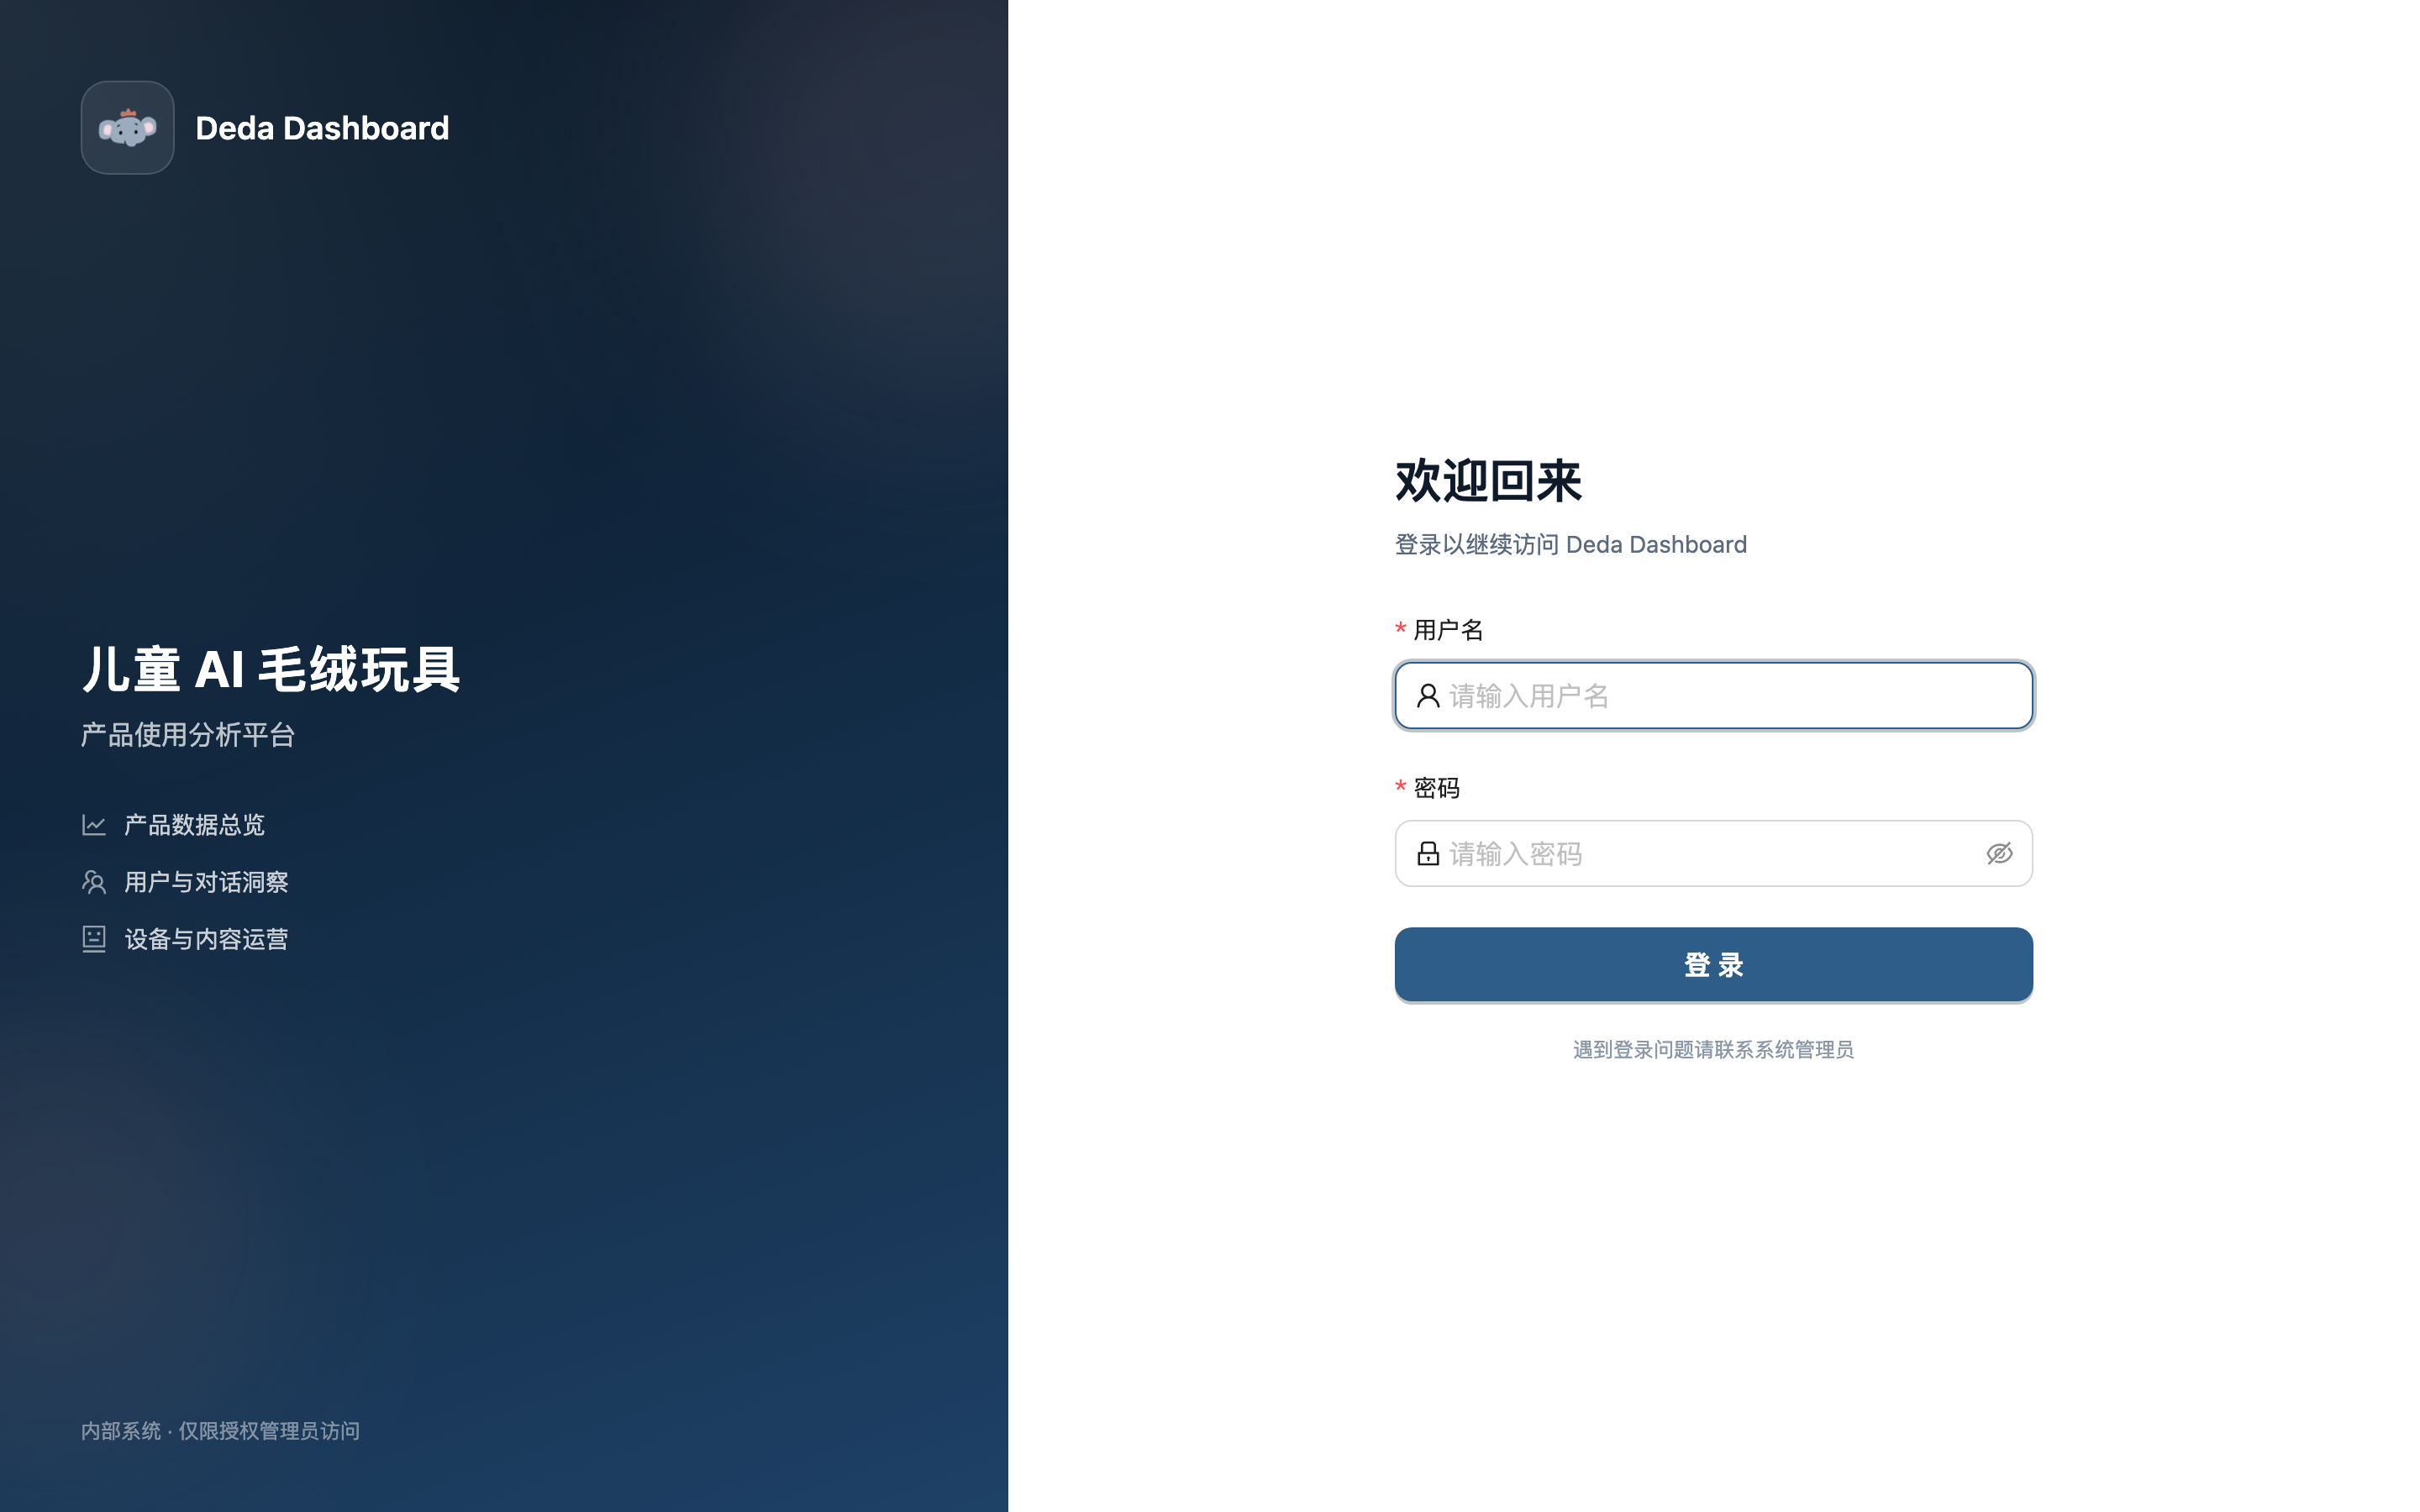 Deda Dashboard
儿童 AI 毛绒玩具
产品使用分析平台
产品数据总览
用户与对话洞察
设备与内容运营
内部系统 · 仅限授权管理员访问
欢迎回来
登录以继续访问 Deda Dashboard
* 用户名
请输入用户名
* 密码
请输入密码
登 录
遇到登录问题请联系系统管理员